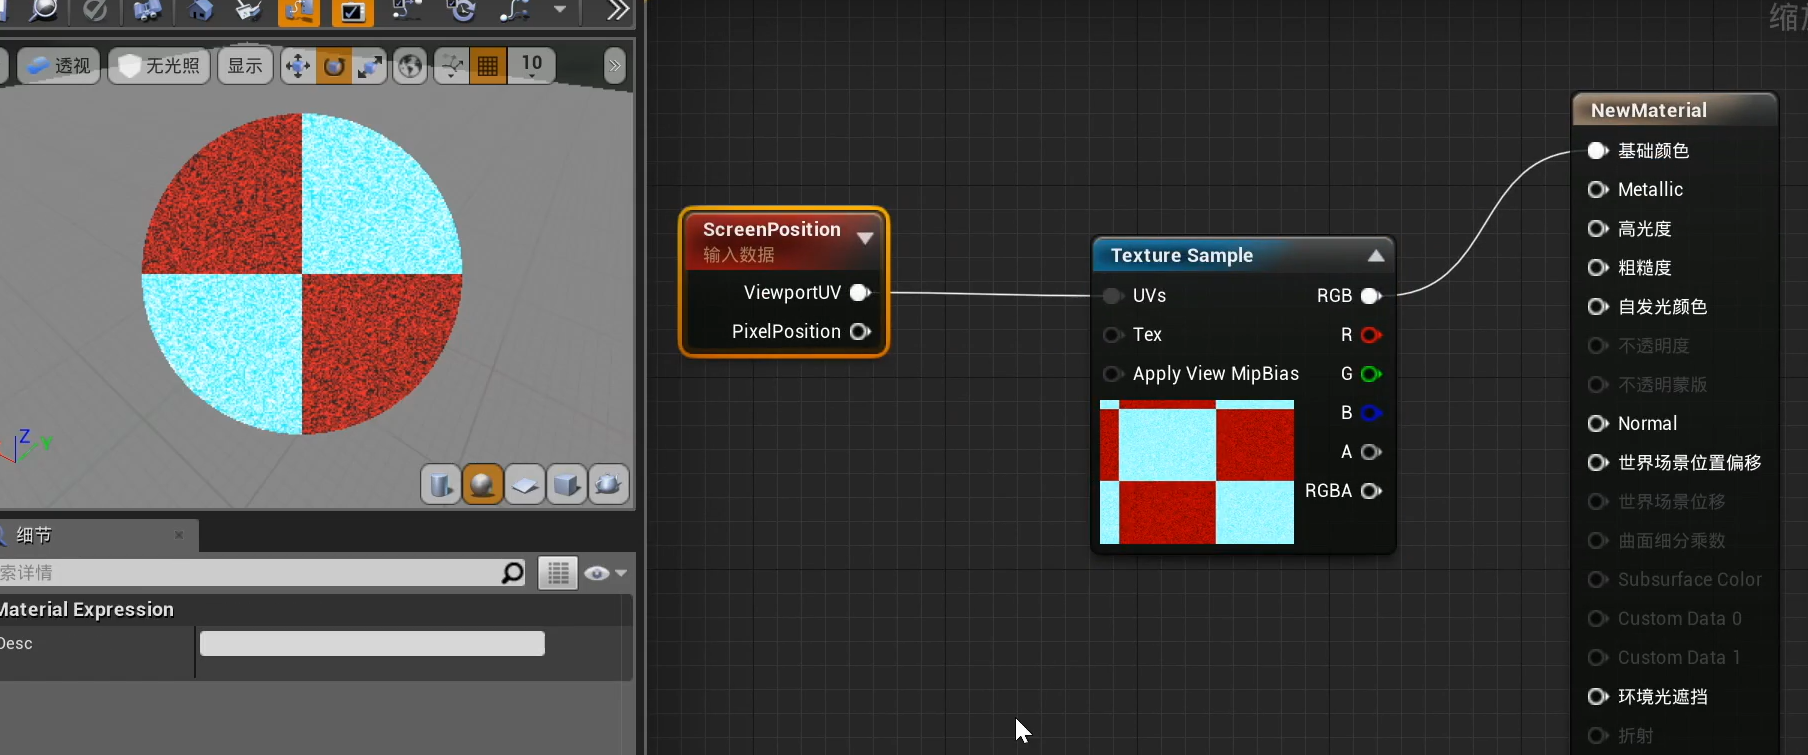 透视
无光照
显示
10
Z
y
细节
索详情
Material Expression
Desc
ScreenPosition
输入数据
ViewportUV
PixelPosition
Texture Sample
UVs
RGB
Tex
R
Apply View MipBias
G
B
A
RGBA
缩放
NewMaterial
基础颜色
Metallic
高光度
粗糙度
自发光颜色
不透明度
不透明蒙版
Normal
世界场景位置偏移
世界场景位移
曲面细分乘数
Subsurface Color
Custom Data 0
Custom Data 1
环境光遮挡
折射